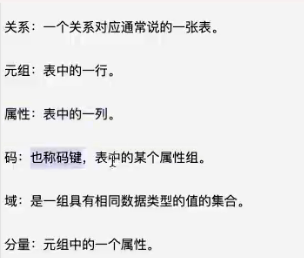 关系：一个关系对应通常说的一张表。
元组：表中的一行。
属性：表中的一列。
码：也称码键，表中的某个属性组。
域：是一组具有相同数据类型的值的集合。
分量：元组中的一个属性。